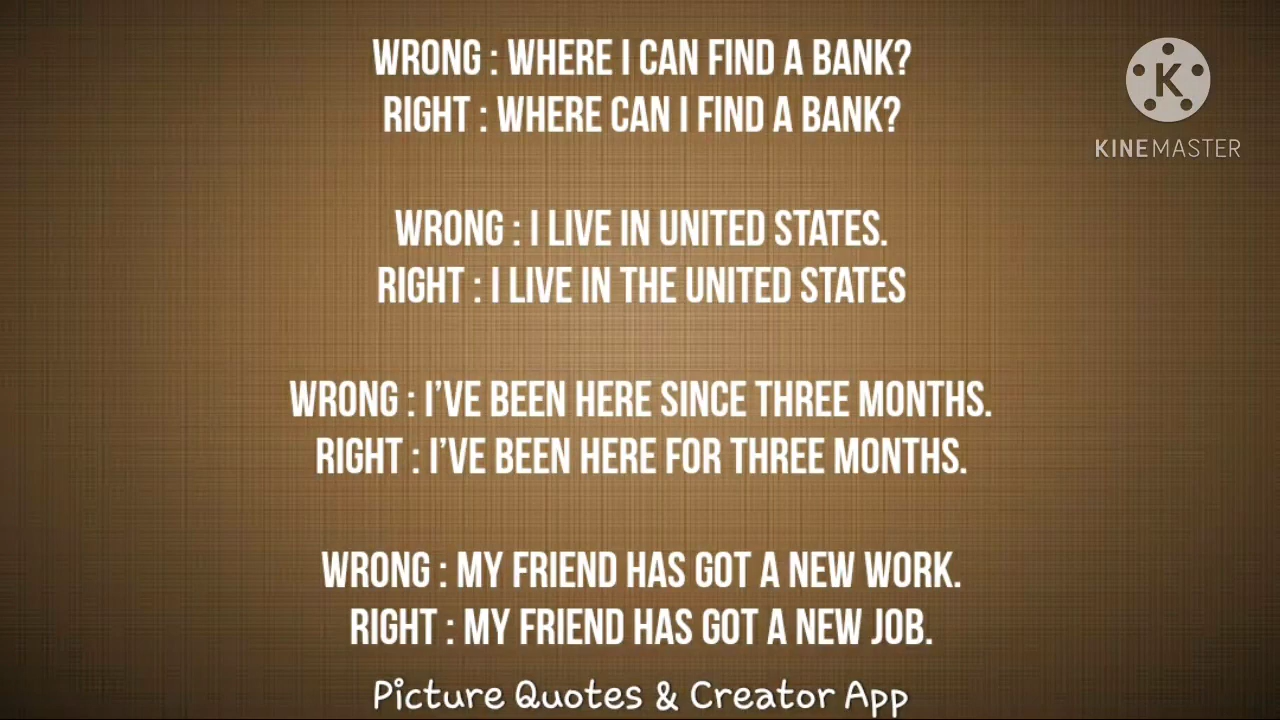 WRONG : WHERE I CAN FIND A BANK?
RIGHT : WHERE CAN I FIND A BANK?
K
KINEMASTER
WRONG : I LIVE IN UNITED STATES.
RIGHT : I LIVE IN THE UNITED STATES
WRONG : I’VE BEEN HERE SINCE THREE MONTHS.
RIGHT : I’VE BEEN HERE FOR THREE MONTHS.
WRONG : MY FRIEND HAS GOT A NEW WORK.
RIGHT : MY FRIEND HAS GOT A NEW JOB.
Picture Quotes & Creator App